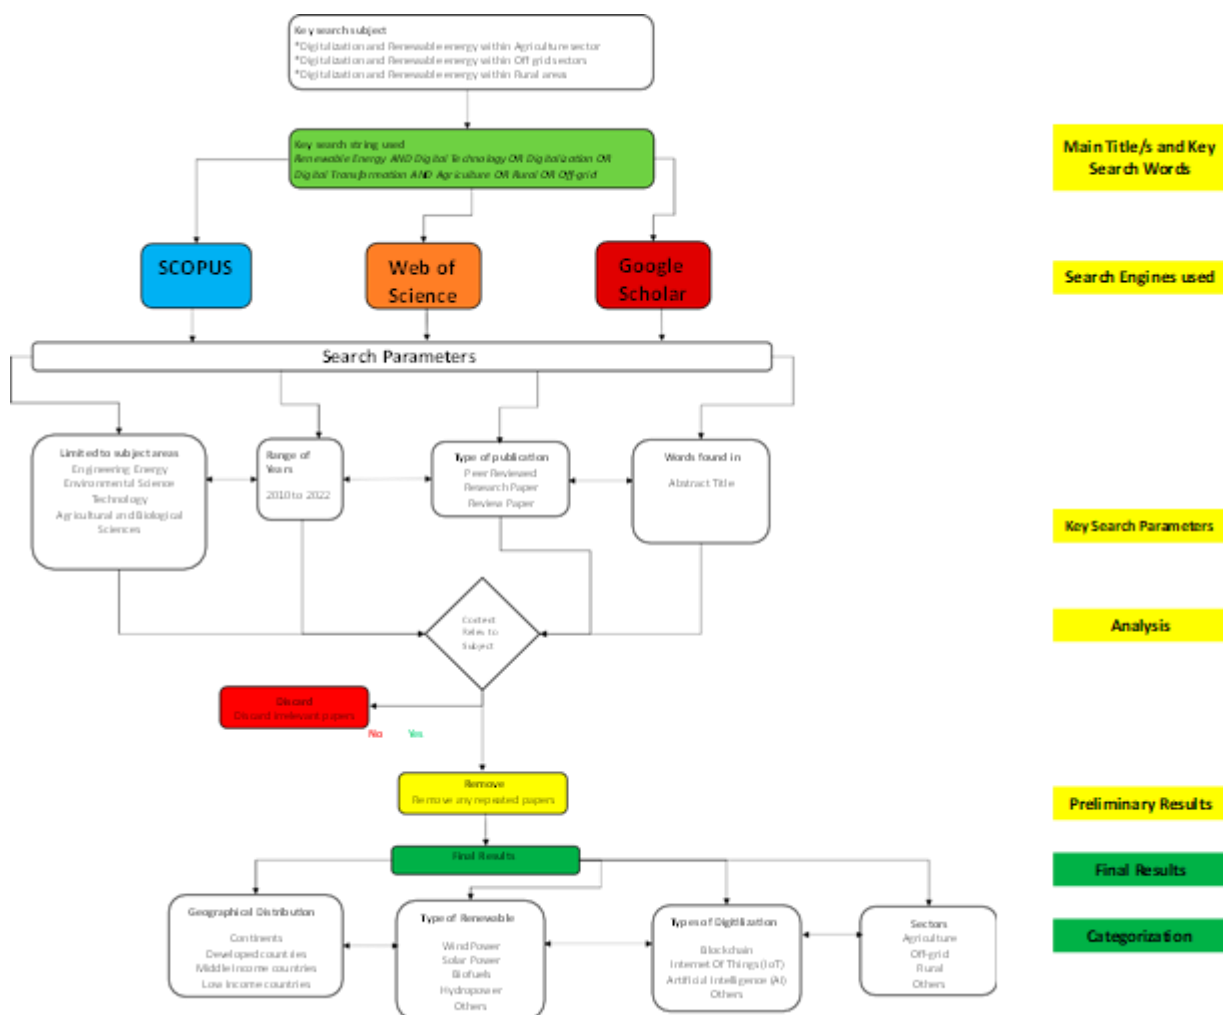 Key search subject
*Digitalization and Renewable energy within Agriculture sector
*Digitalization and Renewable energy within Off grid sectors
*Digitalization and Renewable energy within Rural areas
Key search string used
Renewable Energy AND Digital Technology OR Digitalization OR
Digital Transformation AND Agriculture OR Rural OR Off-grid
Main Title/s and Key
Search Words
SCOPUS
Web of
Science
Google
Scholar
Search Engines used
Search Parameters
Limited to subject areas
Engineering Energy
Environmental Science
Technology
Agricultural and Biological
Sciences
Range of
Years
2010 to 2022
Type of publication
Peer Reviewed
Research Paper
Review Paper
Words found in
Abstract Title
Key Search Parameters
Context
Relev to
Subject
Analysis
Discard
Discard irrelevant papers
No Yes
Remove
Remove any repeated papers
Preliminary Results
Final Results
Final Results
Geographical Distribution
Continents
Developed countries
Middle Income countries
Low Income countries
Type of Renewable
Wind Power
Solar Power
Biofuels
Hydropower
Others
Types of Digitilization
Blockchain
Internet Of Things (IoT)
Artificial Intelligence (AI)
Others
Sectors
Agriculture
Off-grid
Rural
Others
Categorization